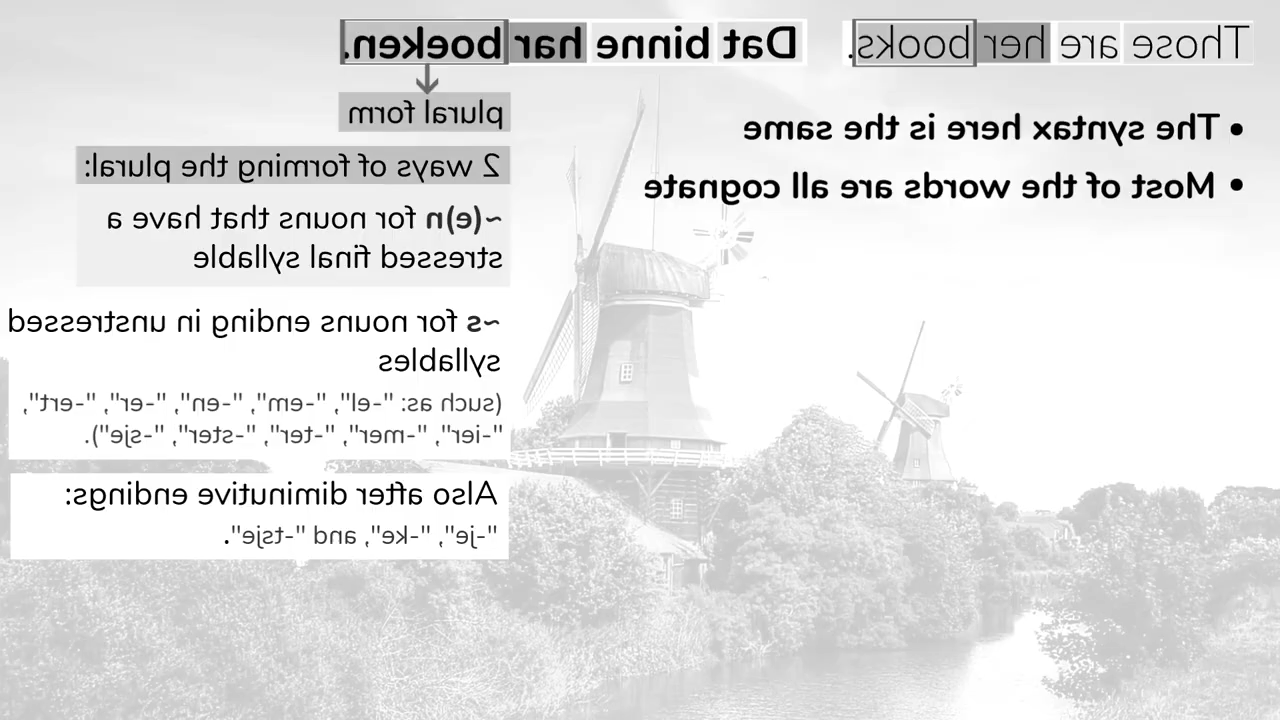 Those are her books.
Dat binne har boeken.
plural form
2 ways of forming the plural:
~(e)n for nouns that have a
stressed final syllable
~s for nouns ending in unstressed
syllables
(such as: "-el", "-em", "-en", "-er", "-ert",
"-ier", "-mer", "-ter", "-ster", "-sje").
Also after diminutive endings:
"-je", "-ke", and "-tsje".
• The syntax here is the same
• Most of the words are all cognate